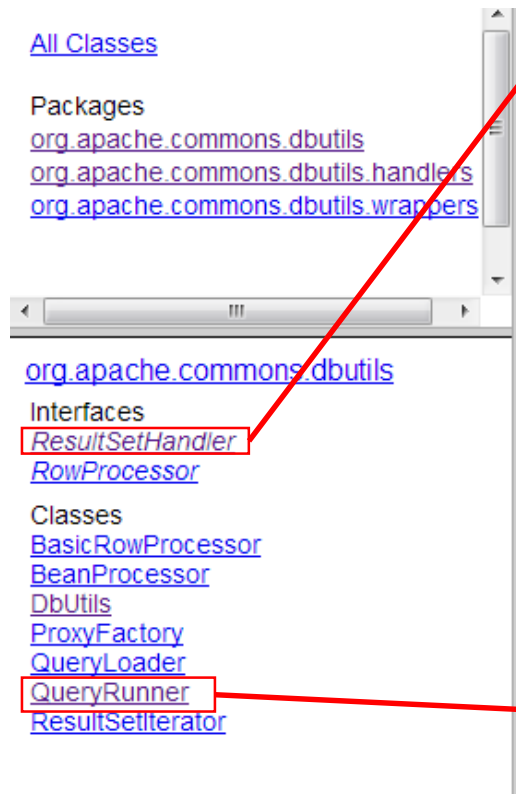 All Classes
Packages
org.apache.commons.dbutils
org.apache.commons.dbutils.handlers
org.apache.commons.dbutils.wrappers
org.apache.commons.dbutils
Interfaces
ResultSetHandler
RowProcessor
Classes
BasicRowProcessor
BeanProcessor
DbUtils
ProxyFactory
QueryLoader
QueryRunner
ResultSetIterator